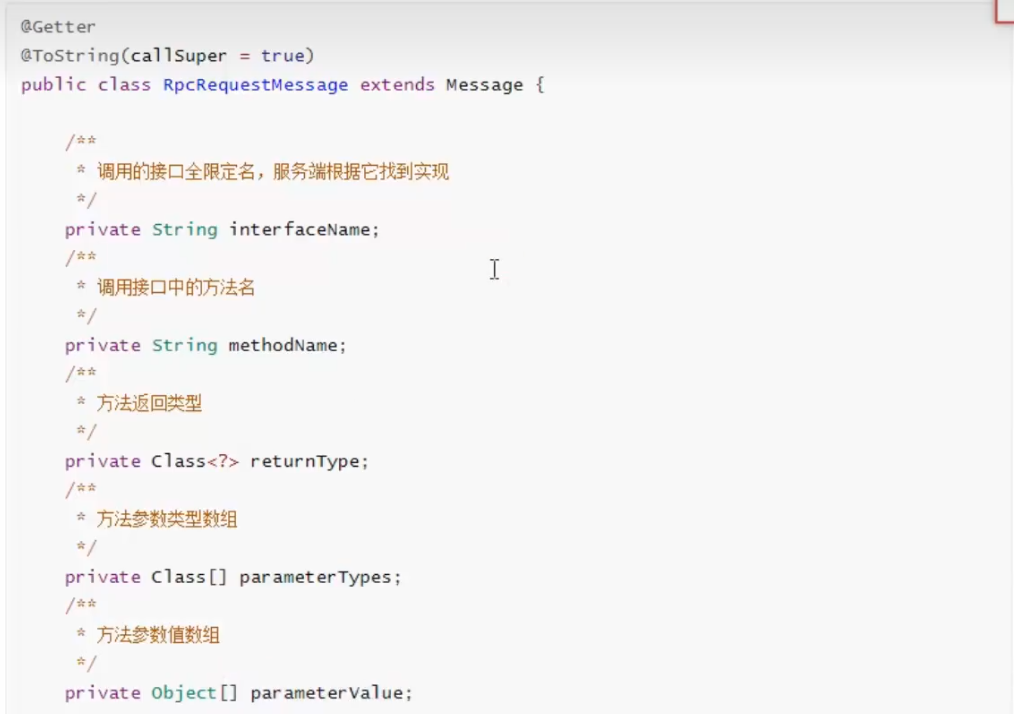 @Getter
@ToString(callSuper = true)
public class RpcRequestMessage extends Message {
/**
* 调用的接口全限定名，服务端根据它找到实现
*/
private String interfaceName;
/**
* 调用接口中的方法名
*/
private String methodName;
/**
* 方法返回类型
*/
private Class<?> returnType;
/**
* 方法参数类型数组
*/
private Class[] parameterTypes;
/**
* 方法参数值数组
*/
private Object[] parameterValue;